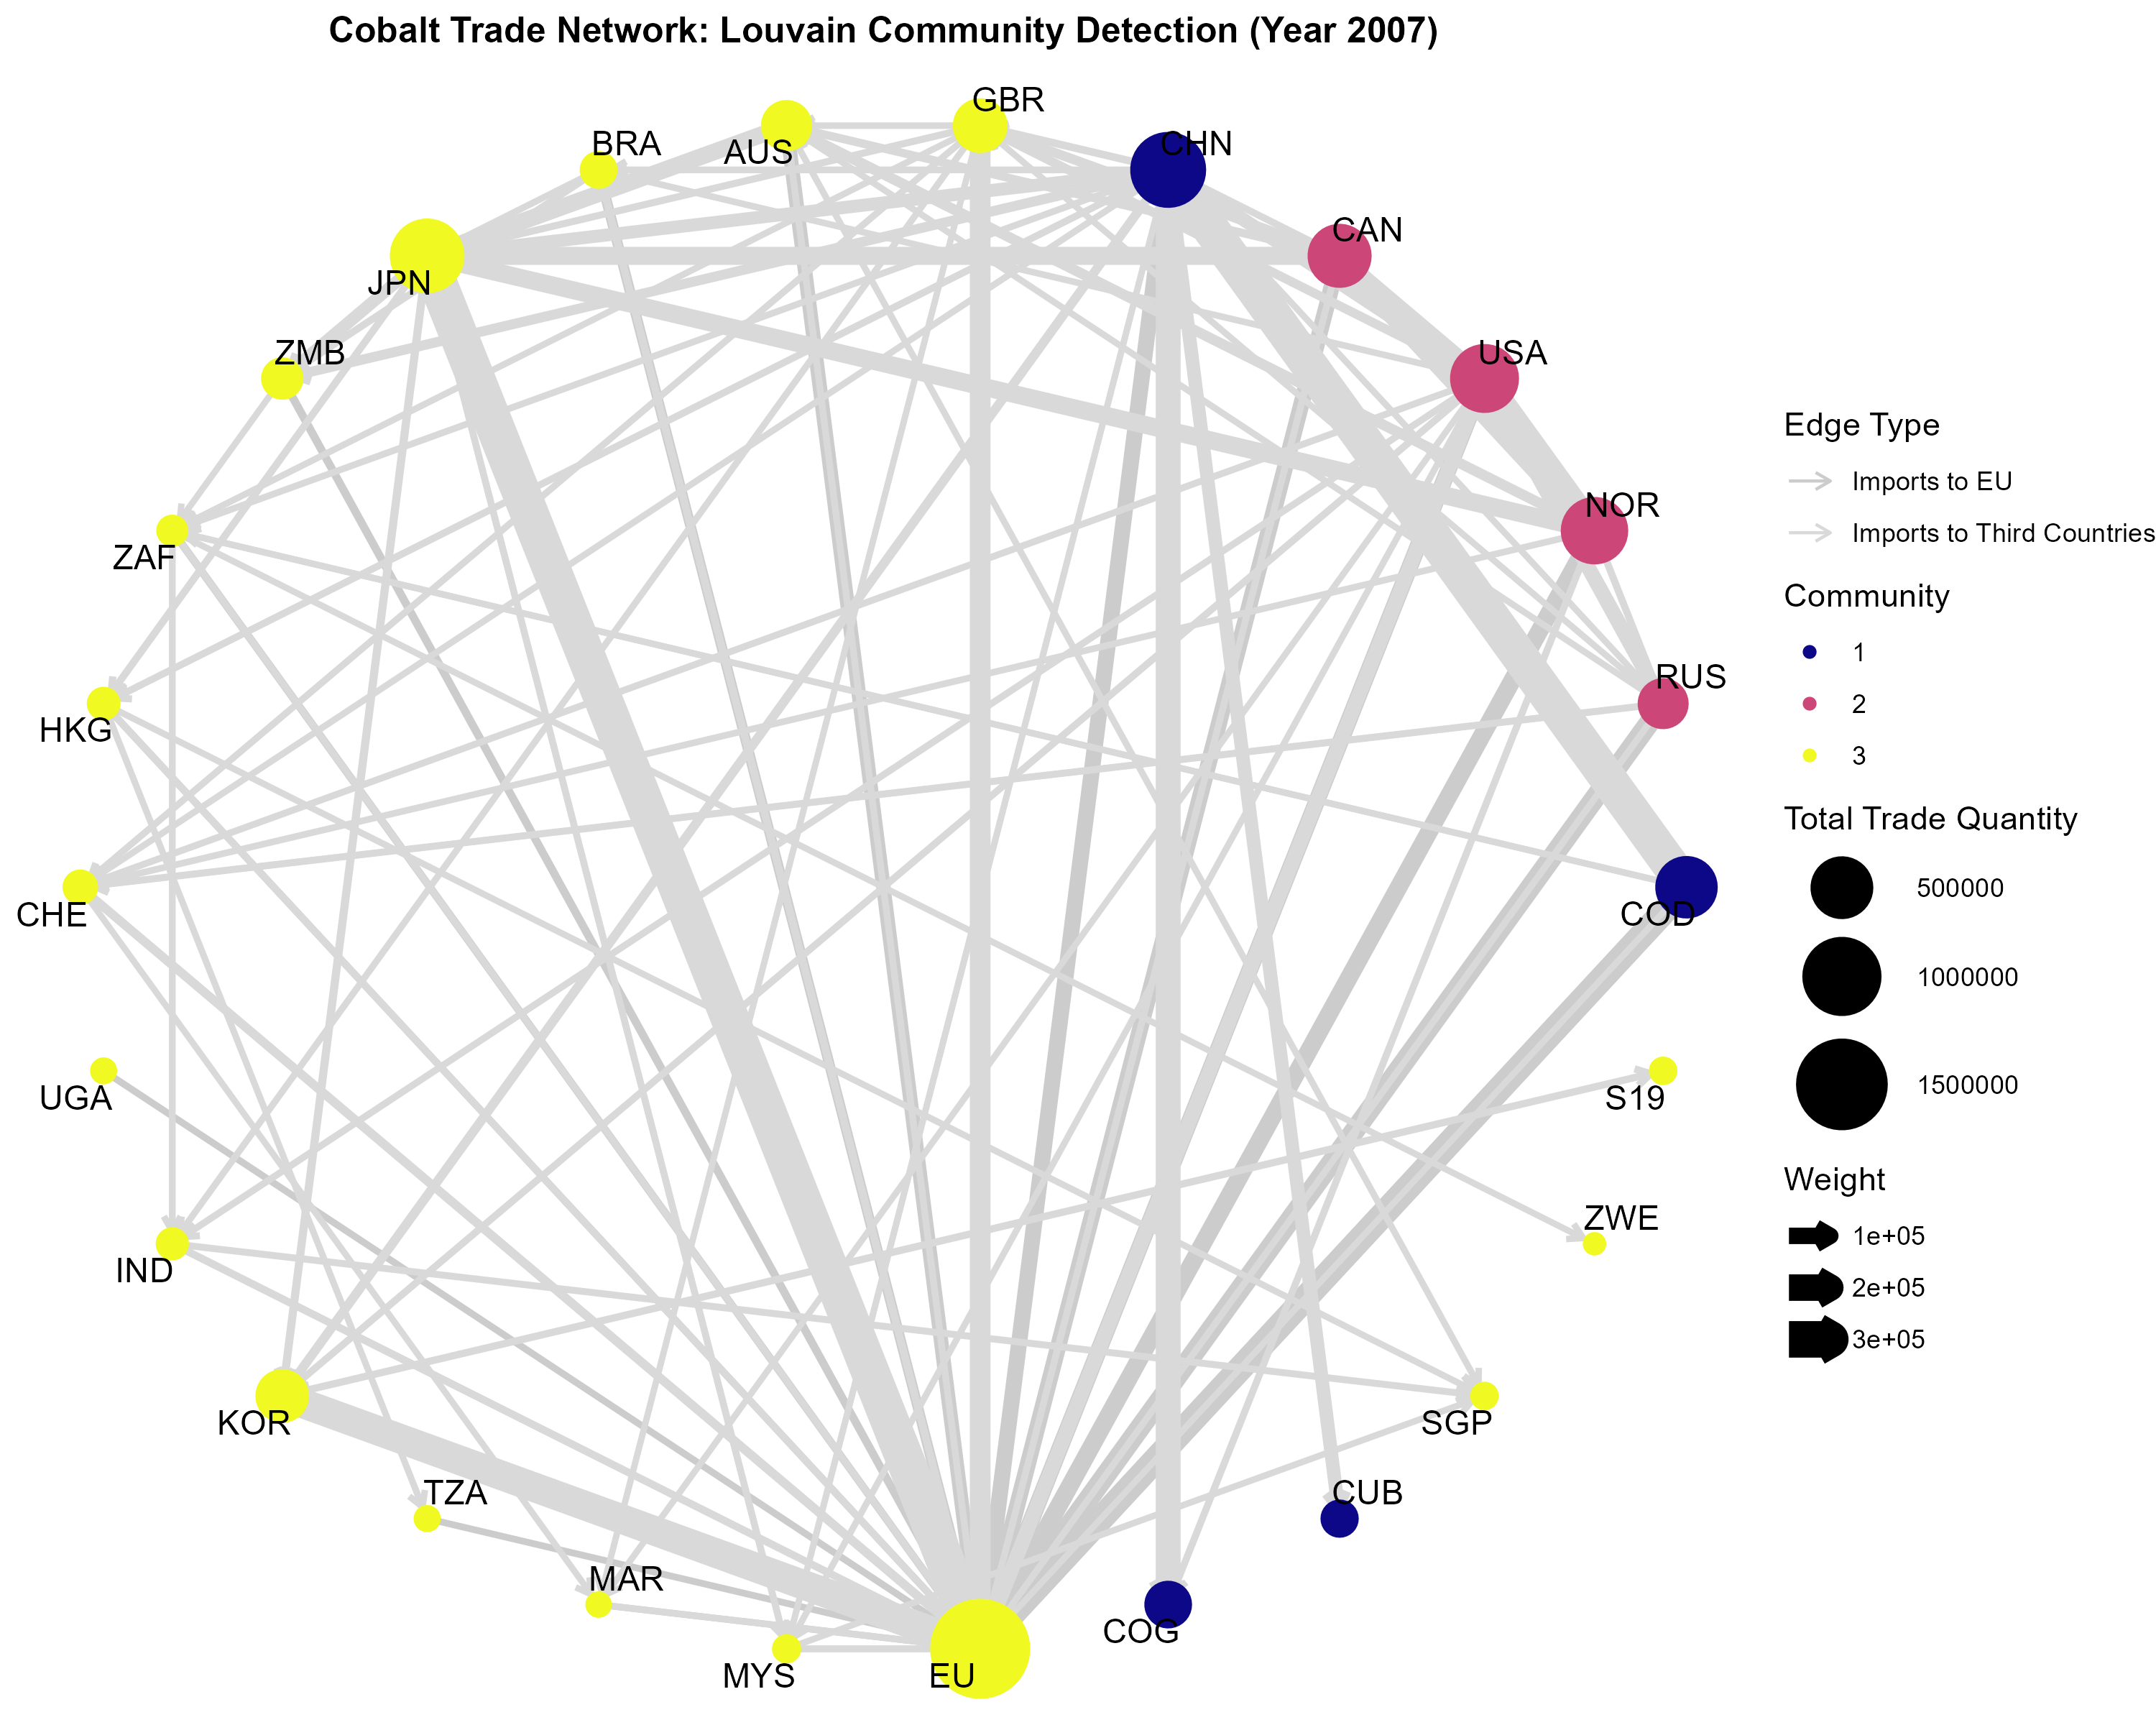 Cobalt Trade Network: Louvain Community Detection (Year 2007)
GBR
BRA
AUS
CHN
CAN
JPN
ZMB
USA
NOR
ZAF
RUS
HKG
CHE
COD
UGA
S19
ZWE
IND
KOR
SGP
TZA
CUB
MAR
COG
MYS
EU
Edge Type
Imports to EU
Imports to Third Countries
Community
1
2
3
Total Trade Quantity
500000
1000000
1500000
Weight
1e+05
2e+05
3e+05